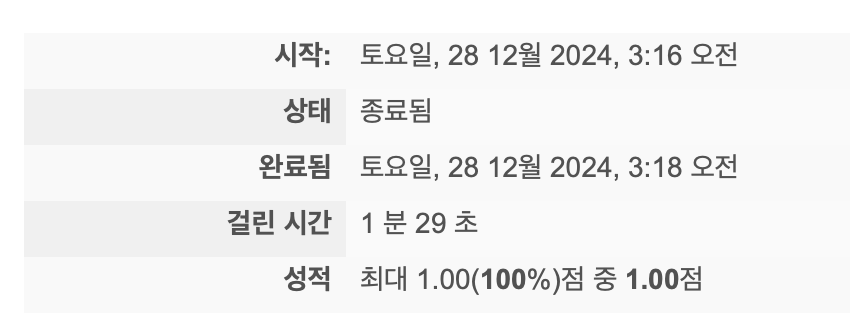 시작: 토요일, 28 12월 2024, 3:16 오전
상태 종료됨
완료됨 토요일, 28 12월 2024, 3:18 오전
걸린 시간 1 분 29 초
성적 최대 1.00(100%)점 중 1.00점